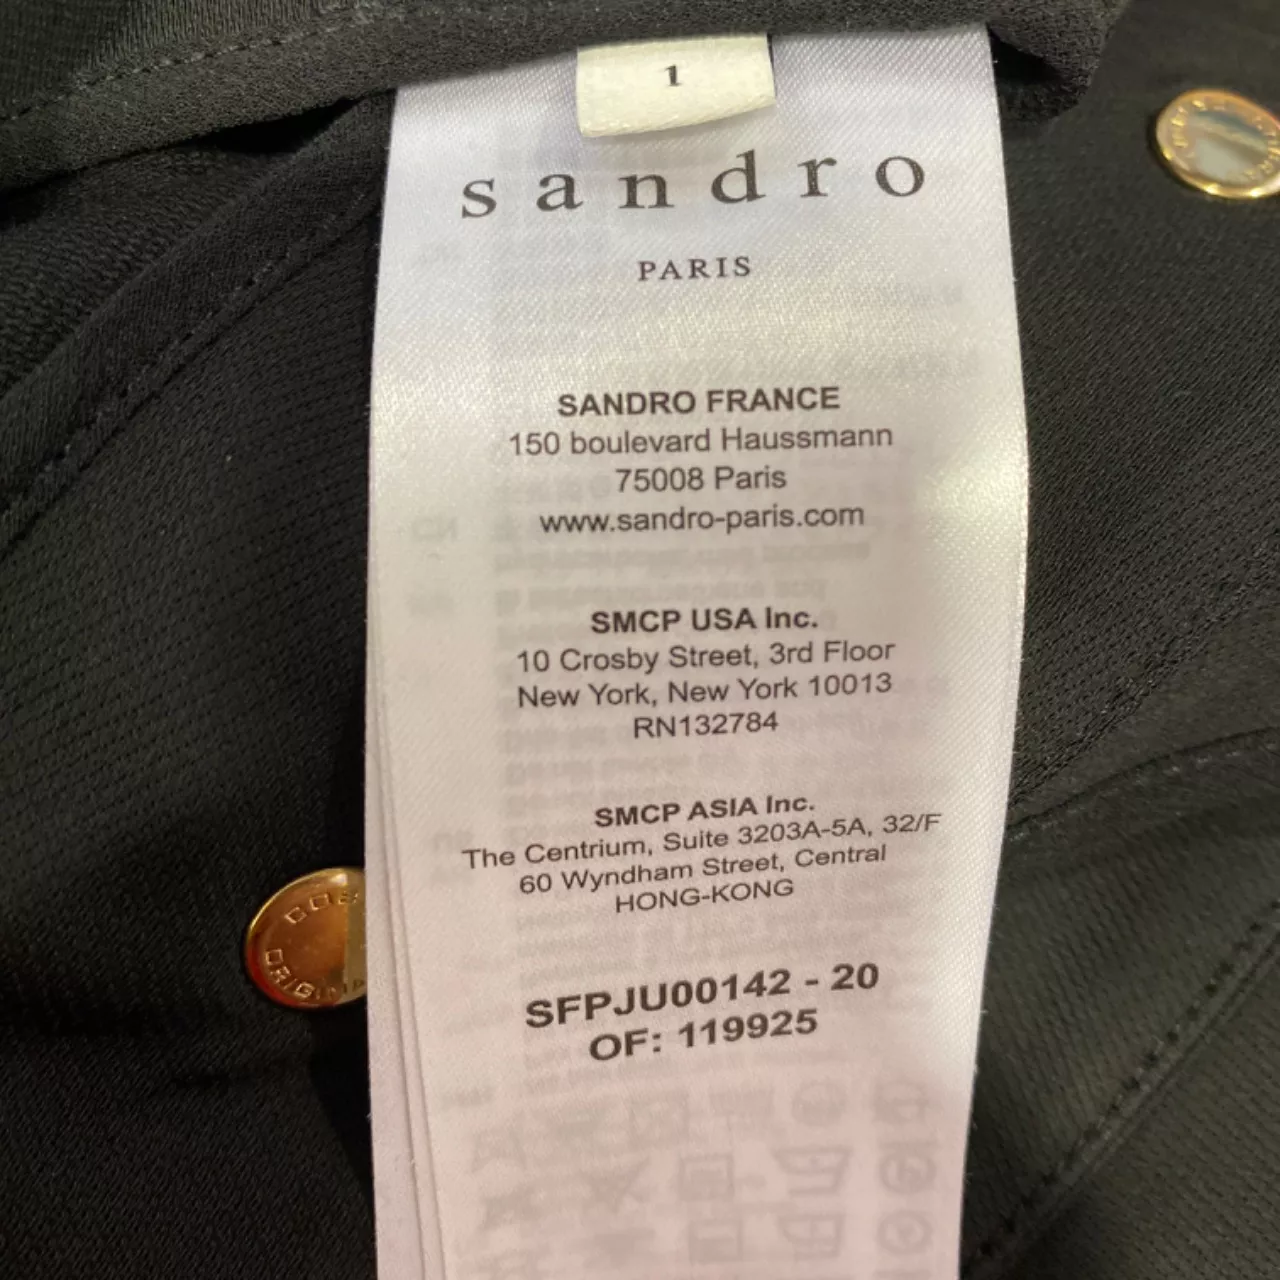 1
sandro
PARIS
SANDRO FRANCE
150 boulevard Haussmann
75008 Paris
www.sandro-paris.com
SMCP USA Inc.
10 Crosby Street, 3rd Floor
New York, New York 10013
RN132784
SMCP ASIA Inc.
The Centrium, Suite 3203A-5A, 32/F
60 Wyndham Street, Central
HONG-KONG
SFPJU00142 - 20
OF: 119925